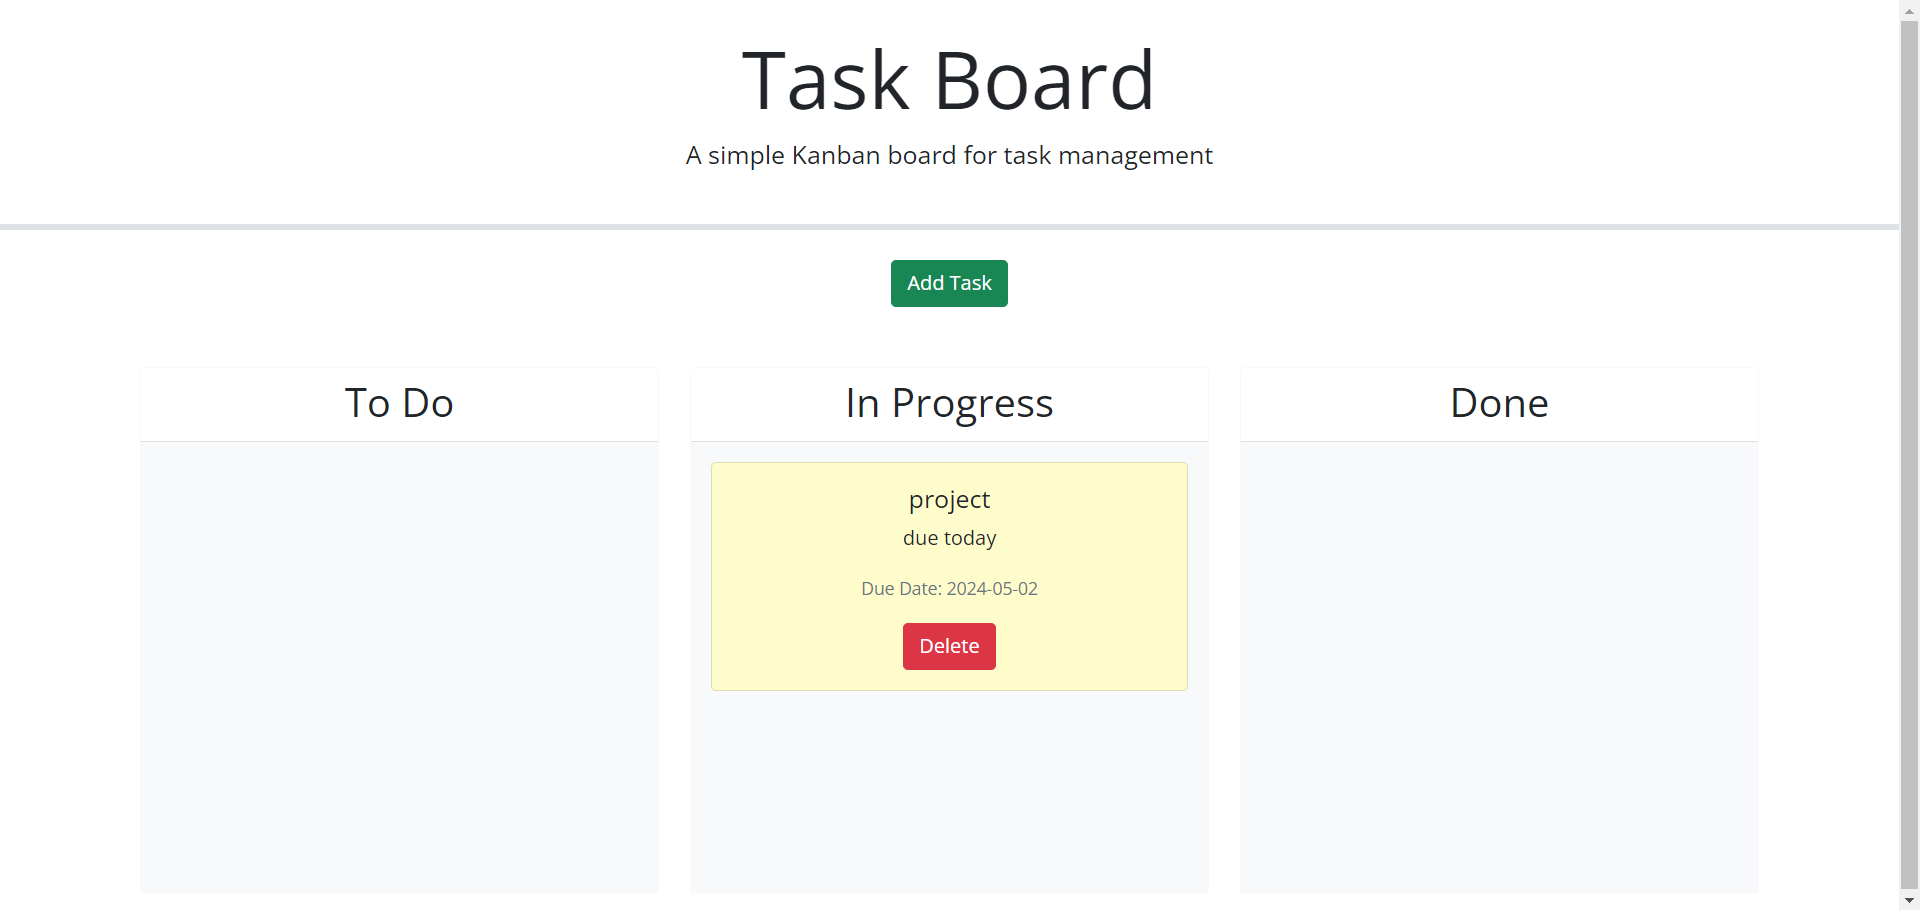 Task Board
A simple Kanban board for task management
Add Task
To Do
In Progress
project
due today
Due Date: 2024-05-02
Delete
Done